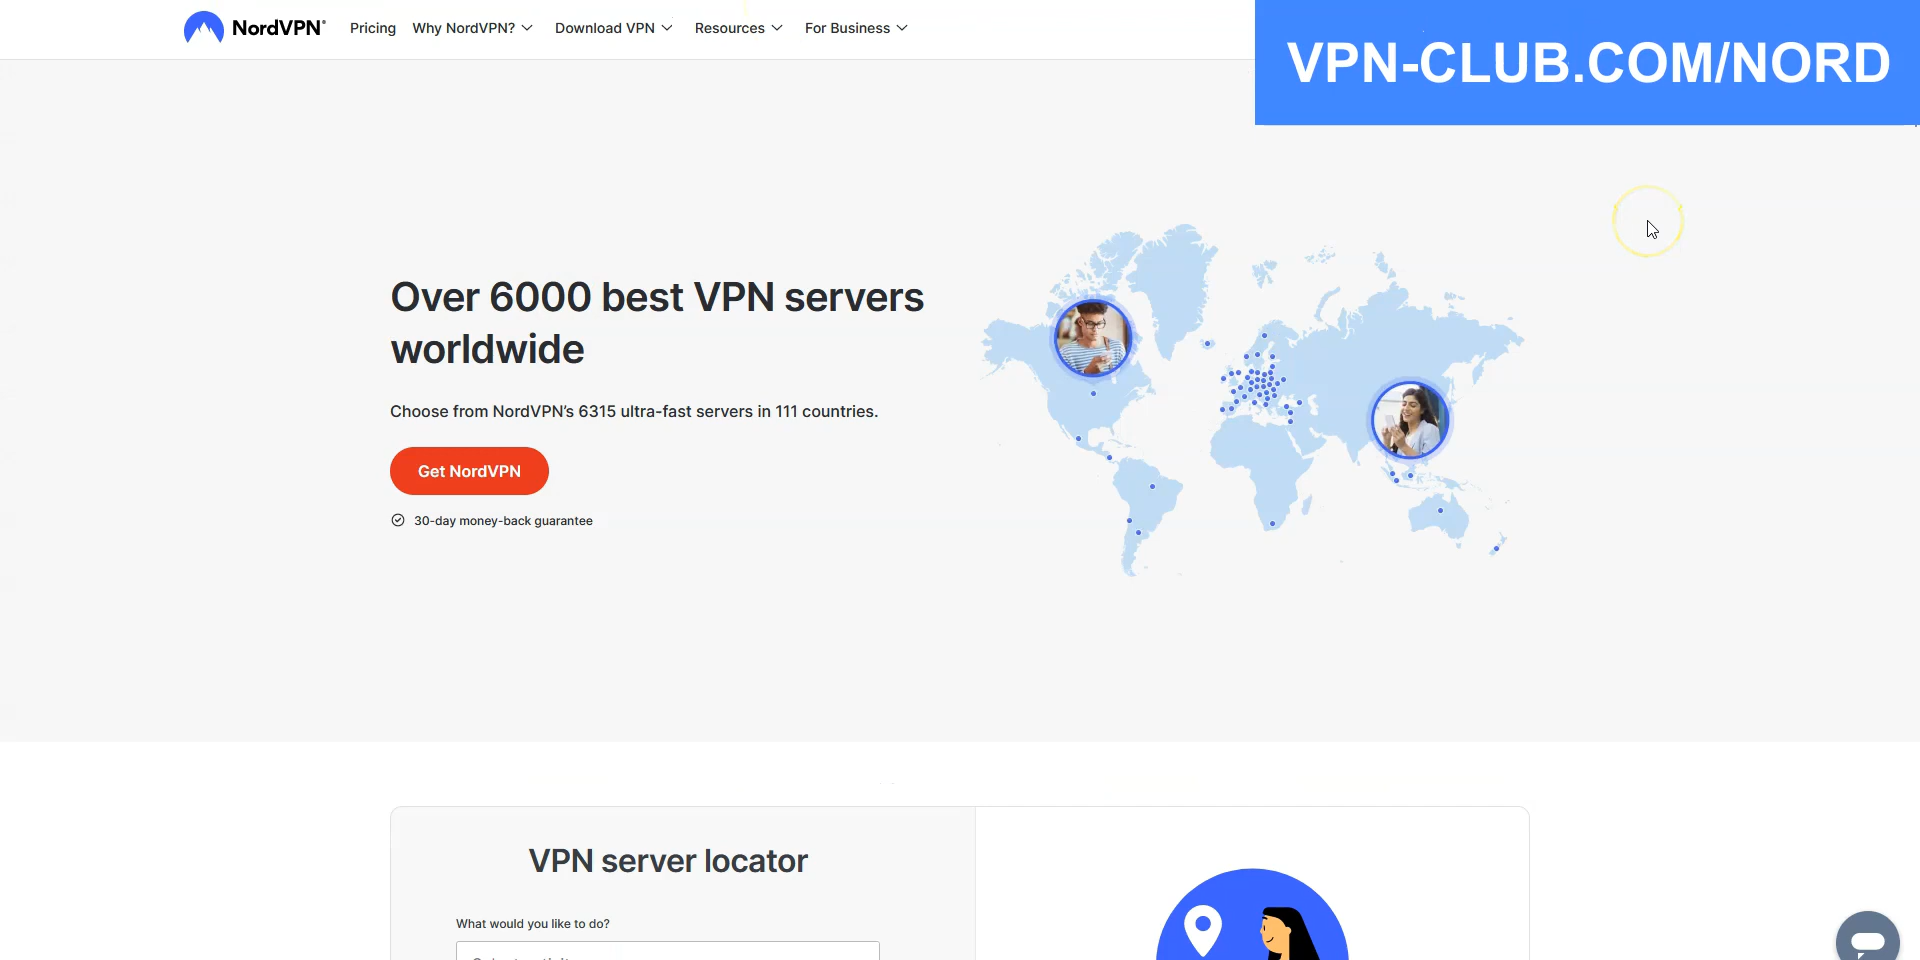 NordVPN®
Pricing
Why NordVPN?
Download VPN
Resources
For Business
VPN-CLUB.COM/NORD
Over 6000 best VPN servers
worldwide
Choose from NordVPN’s 6315 ultra-fast servers in 111 countries.
Get NordVPN
30-day money-back guarantee
VPN server locator
What would you like to do?